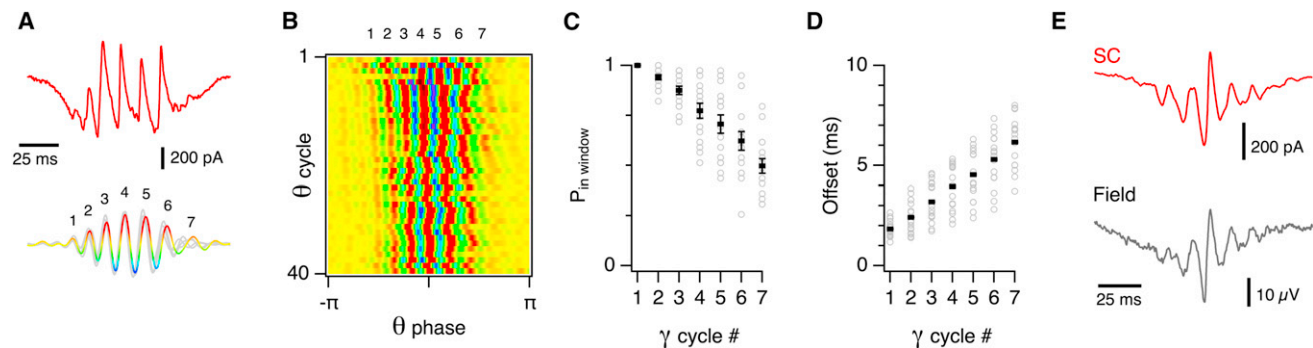 A
25 ms
200 pA
1 2 3 4 5 6 7
B
1 2 3 4 5 6 7
θ cycle
1
40
-π
π
θ phase
C
P in window
1
0
1 2 3 4 5 6 7
γ cycle #
D
Offset (ms)
10
5
0
1 2 3 4 5 6 7
γ cycle #
E
SC
200 pA
Field
25 ms
10 µV